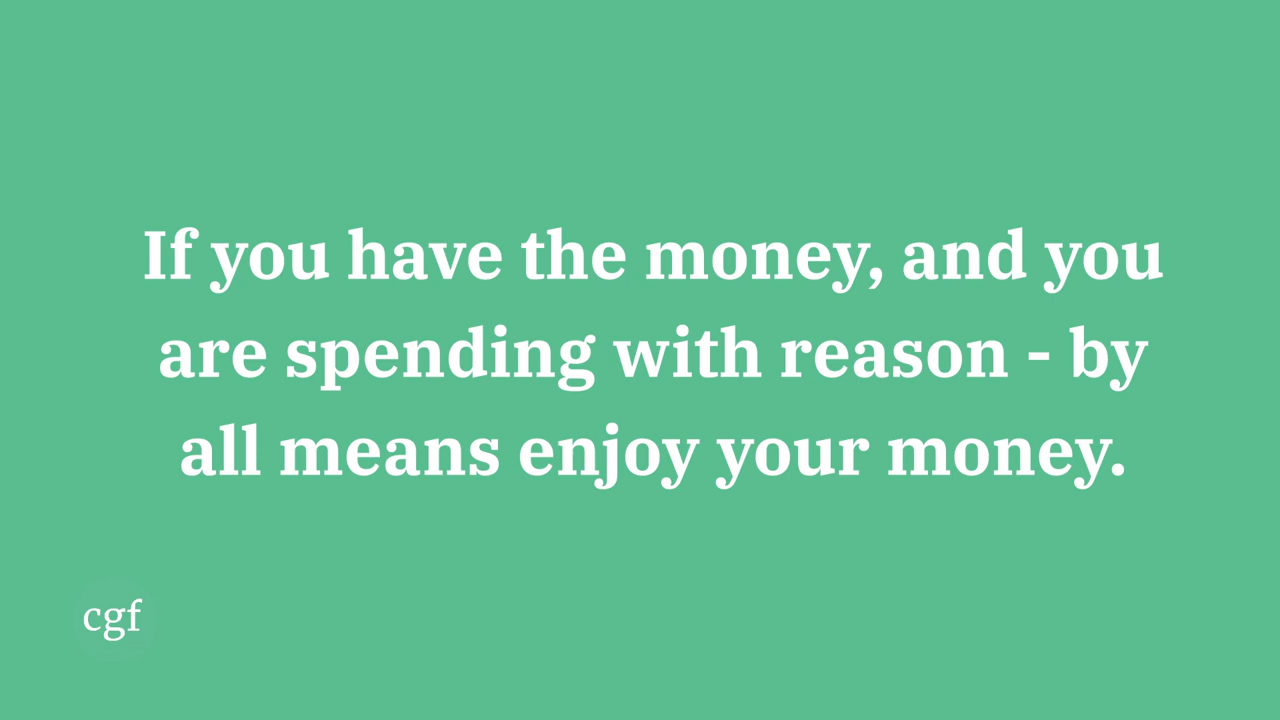 If you have the money, and you
are spending with reason - by
all means enjoy your money.
cgf